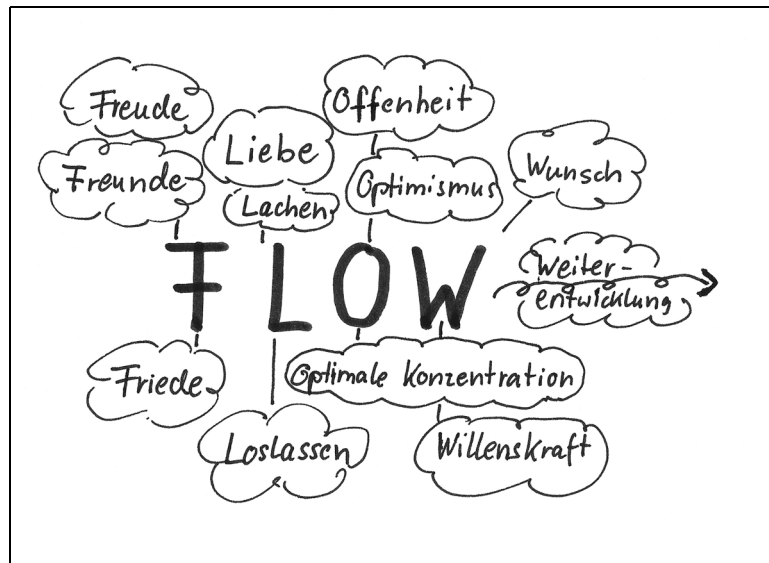 Freude
Offenheit
Liebe
Freunde
Optimismus
Wunsch
Lachen
FLOW
Weiter-
entwicklung
Friede
Optimale Konzentration
Loslassen
Willenskraft